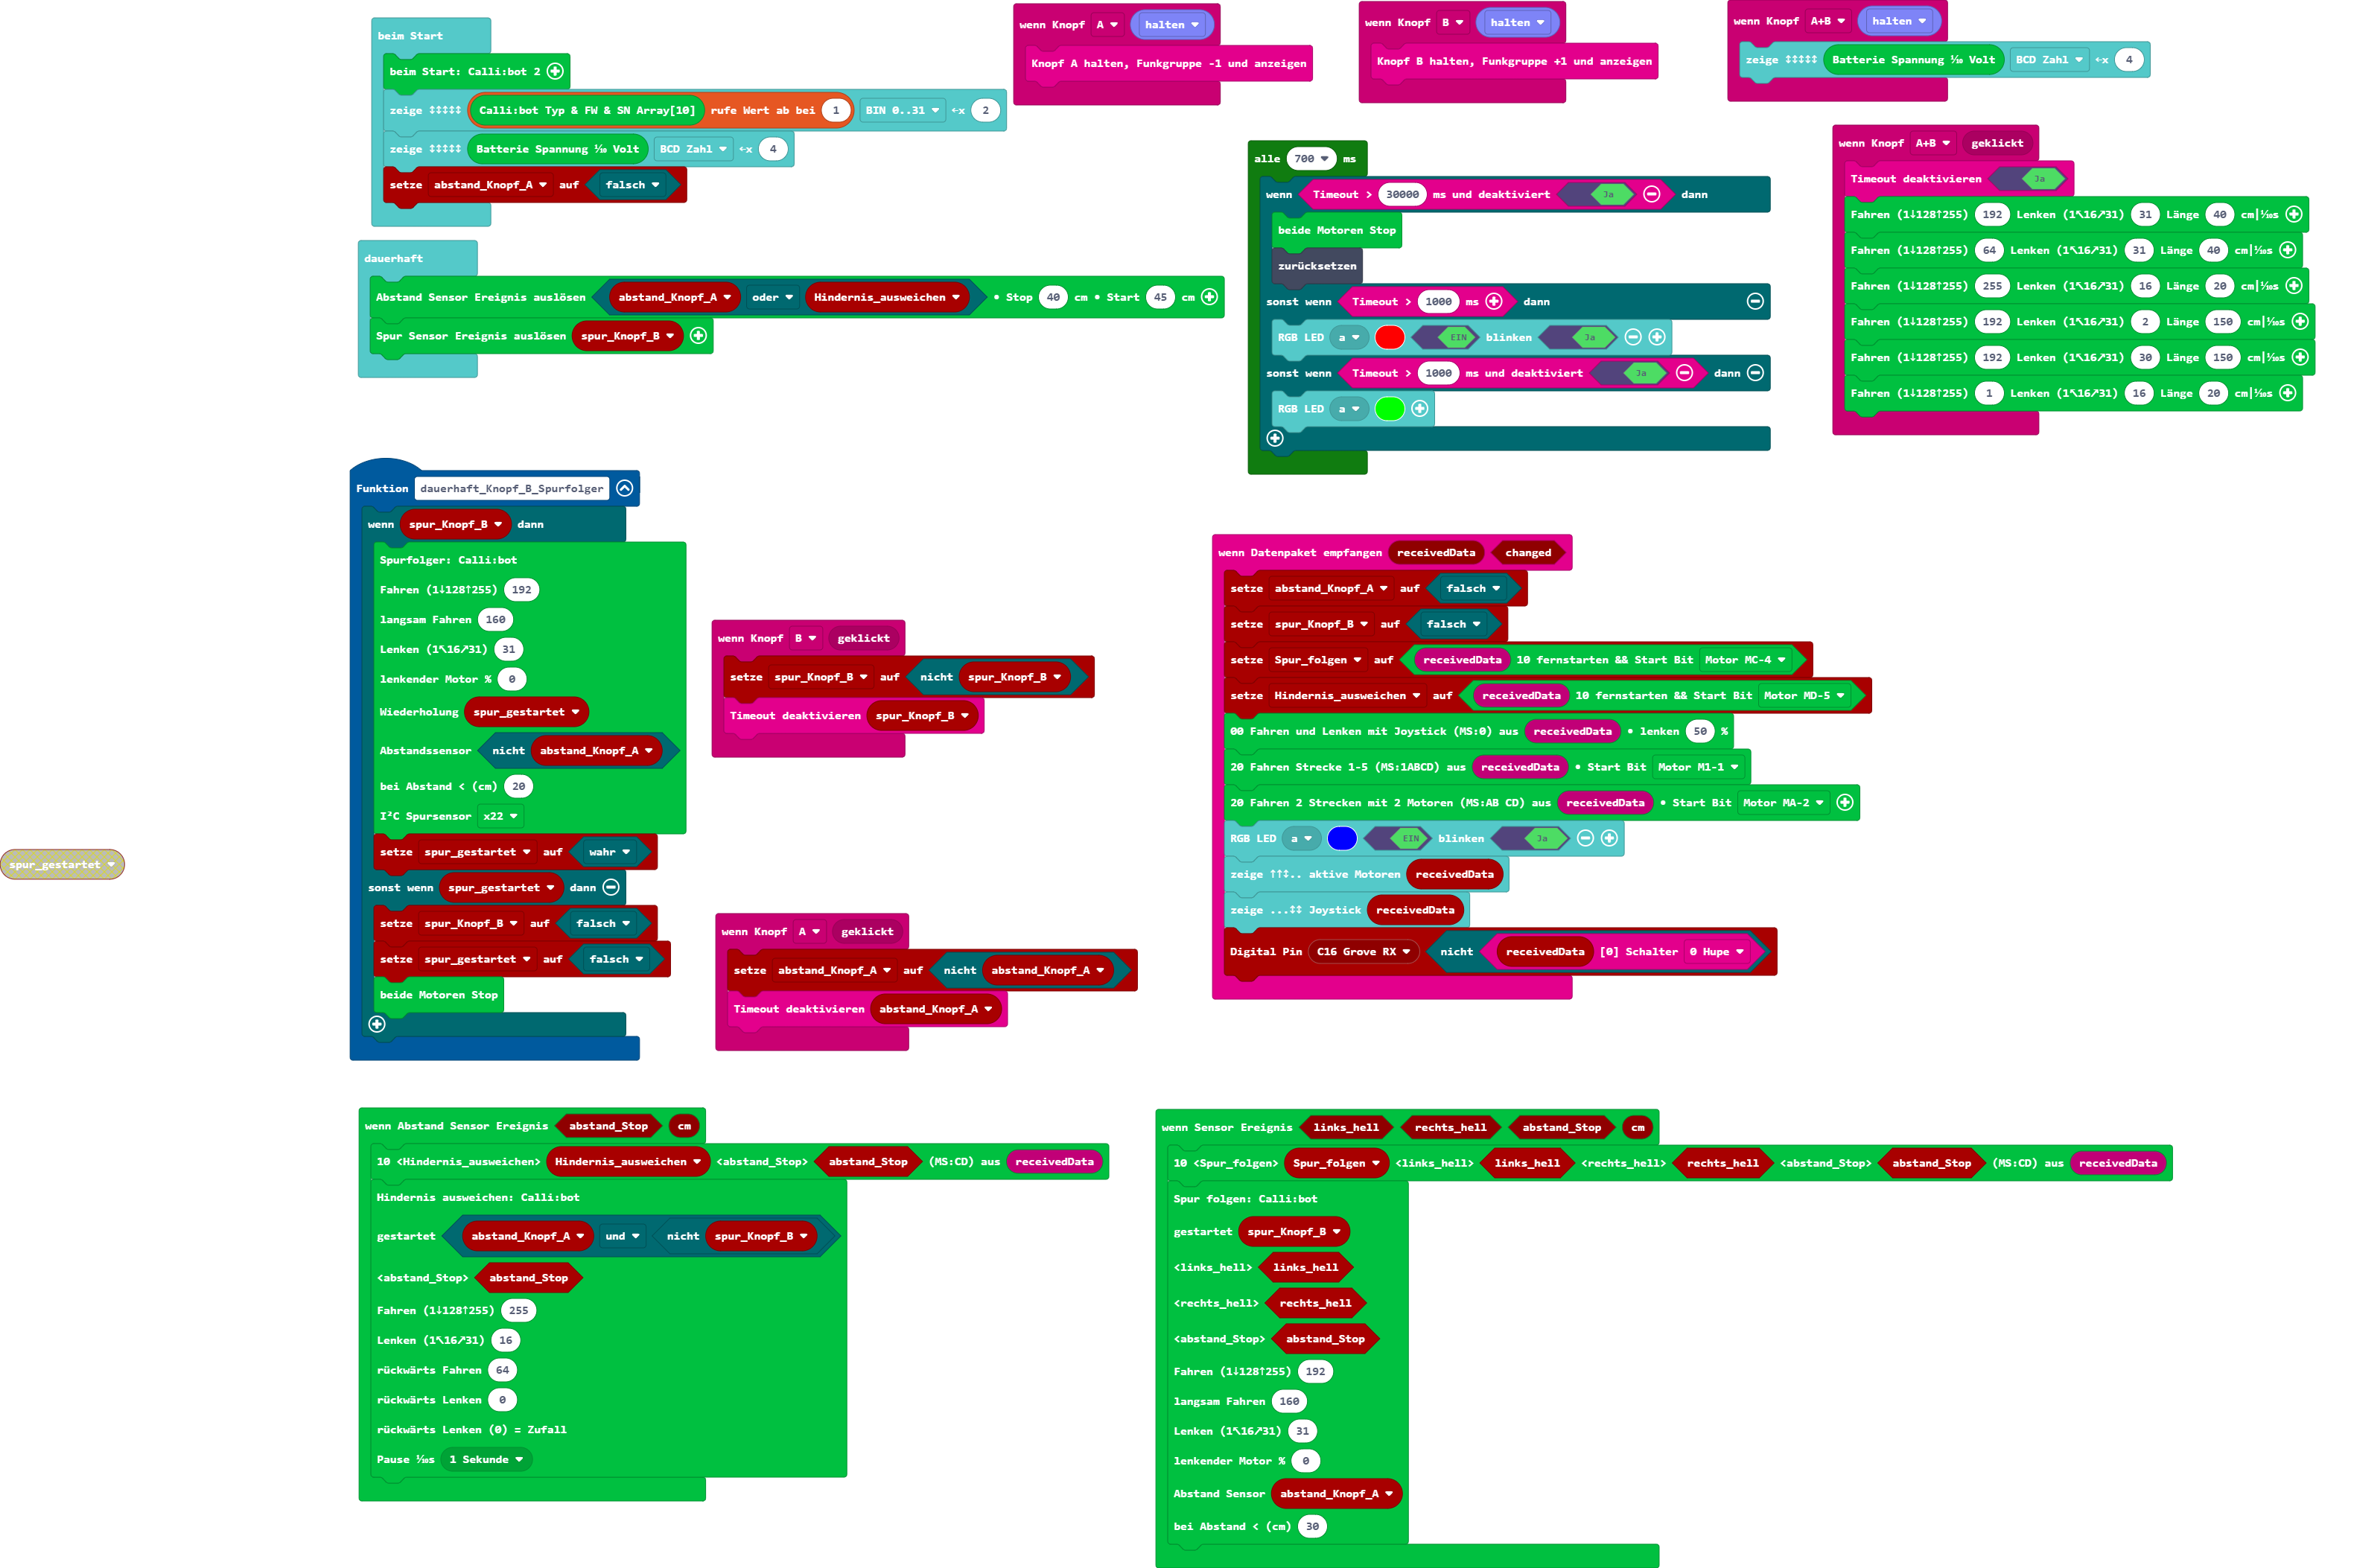 beim Start
beim Start: Calli:bot 2
zeige ↕↕↕↕↕ Calli:bot Typ & FW & SN Array[10] rufe Wert ab bei 1 BIN 0..31 ←x 2
zeige ↕↕↕↕↕ Batterie Spannung ⅒ Volt BCD Zahl ←x 4
setze abstand_Knopf_A auf falsch
dauerhaft
Abstand Sensor Ereignis auslösen abstand_Knopf_A oder Hindernis_ausweichen • Stop 40 cm • Start 45 cm
Spur Sensor Ereignis auslösen spur_Knopf_B
wenn Knopf A halten
Knopf A halten, Funkgruppe -1 und anzeigen
wenn Knopf B halten
Knopf B halten, Funkgruppe +1 und anzeigen
wenn Knopf A+B halten
zeige ↕↕↕↕↕ Batterie Spannung ⅒ Volt BCD Zahl ←x 4
alle 700 ms
wenn Timeout > 30000 ms und deaktiviert Ja dann
beide Motoren Stop
zurücksetzen
sonst wenn Timeout > 1000 ms dann
RGB LED a EIN blinken Ja
sonst wenn Timeout > 1000 ms und deaktiviert Ja dann
RGB LED a
wenn Knopf A+B geklickt
Timeout deaktivieren Ja
Fahren (1↓128↑255) 192 Lenken (1↖16↗31) 31 Länge 40 cm|⅒s
Fahren (1↓128↑255) 64 Lenken (1↖16↗31) 31 Länge 40 cm|⅒s
Fahren (1↓128↑255) 255 Lenken (1↖16↗31) 16 Länge 20 cm|⅒s
Fahren (1↓128↑255) 192 Lenken (1↖16↗31) 2 Länge 150 cm|⅒s
Fahren (1↓128↑255) 192 Lenken (1↖16↗31) 30 Länge 150 cm|⅒s
Fahren (1↓128↑255) 1 Lenken (1↖16↗31) 16 Länge 20 cm|⅒s
Funktion dauerhaft_Knopf_B_Spurfolger
wenn spur_Knopf_B dann
Spurfolger: Calli:bot
Fahren (1↓128↑255) 192
langsam Fahren 160
Lenken (1↖16↗31) 31
lenkender Motor % 0
Wiederholung spur_gestartet
Abstandssensor nicht abstand_Knopf_A
bei Abstand < (cm) 20
I²C Spursensor x22
setze spur_gestartet auf wahr
sonst wenn spur_gestartet dann
setze spur_Knopf_B auf falsch
setze spur_gestartet auf falsch
beide Motoren Stop
spur_gestartet
wenn Knopf B geklickt
setze spur_Knopf_B auf nicht spur_Knopf_B
Timeout deaktivieren spur_Knopf_B
wenn Knopf A geklickt
setze abstand_Knopf_A auf nicht abstand_Knopf_A
Timeout deaktivieren abstand_Knopf_A
wenn Datenpaket empfangen receivedData changed
setze abstand_Knopf_A auf falsch
setze spur_Knopf_B auf falsch
setze Spur_folgen auf receivedData 10 fernstarten && Start Bit Motor MC-4
setze Hindernis_ausweichen auf receivedData 10 fernstarten && Start Bit Motor MD-5
00 Fahren und Lenken mit Joystick (MS:0) aus receivedData • lenken 50 %
20 Fahren Strecke 1-5 (MS:1ABCD) aus receivedData • Start Bit Motor M1-1
20 Fahren 2 Strecken mit 2 Motoren (MS:AB CD) aus receivedData • Start Bit Motor MA-2
RGB LED a EIN blinken Ja
zeige ↑↑↕.. aktive Motoren receivedData
zeige ...↕↕ Joystick receivedData
Digital Pin C16 Grove RX nicht receivedData [0] Schalter 0 Hupe
wenn Abstand Sensor Ereignis abstand_Stop cm
10 <Hindernis_ausweichen> Hindernis_ausweichen <abstand_Stop> abstand_Stop (MS:CD) aus receivedData
Hindernis ausweichen: Calli:bot
gestartet abstand_Knopf_A und nicht spur_Knopf_B
<abstand_Stop> abstand_Stop
Fahren (1↓128↑255) 255
Lenken (1↖16↗31) 16
rückwärts Fahren 64
rückwärts Lenken 0
rückwärts Lenken (0) = Zufall
Pause ⅒s 1 Sekunde
wenn Sensor Ereignis links_hell rechts_hell abstand_Stop cm
10 <Spur_folgen> Spur_folgen <links_hell> links_hell <rechts_hell> rechts_hell <abstand_Stop> abstand_Stop (MS:CD) aus receivedData
Spur folgen: Calli:bot
gestartet spur_Knopf_B
<links_hell> links_hell
<rechts_hell> rechts_hell
<abstand_Stop> abstand_Stop
Fahren (1↓128↑255) 192
langsam Fahren 160
Lenken (1↖16↗31) 31
lenkender Motor % 0
Abstand Sensor abstand_Knopf_A
bei Abstand < (cm) 30